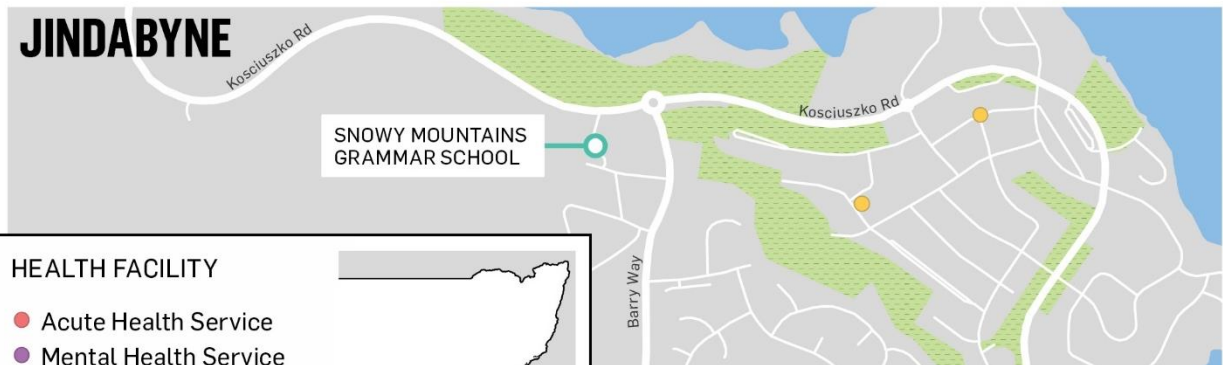 JINDABYNE
Kosciuszko Rd
Kosciuszko Rd
SNOWY MOUNTAINS
GRAMMAR SCHOOL
Barry Way
HEALTH FACILITY
Acute Health Service
Mental Health Service